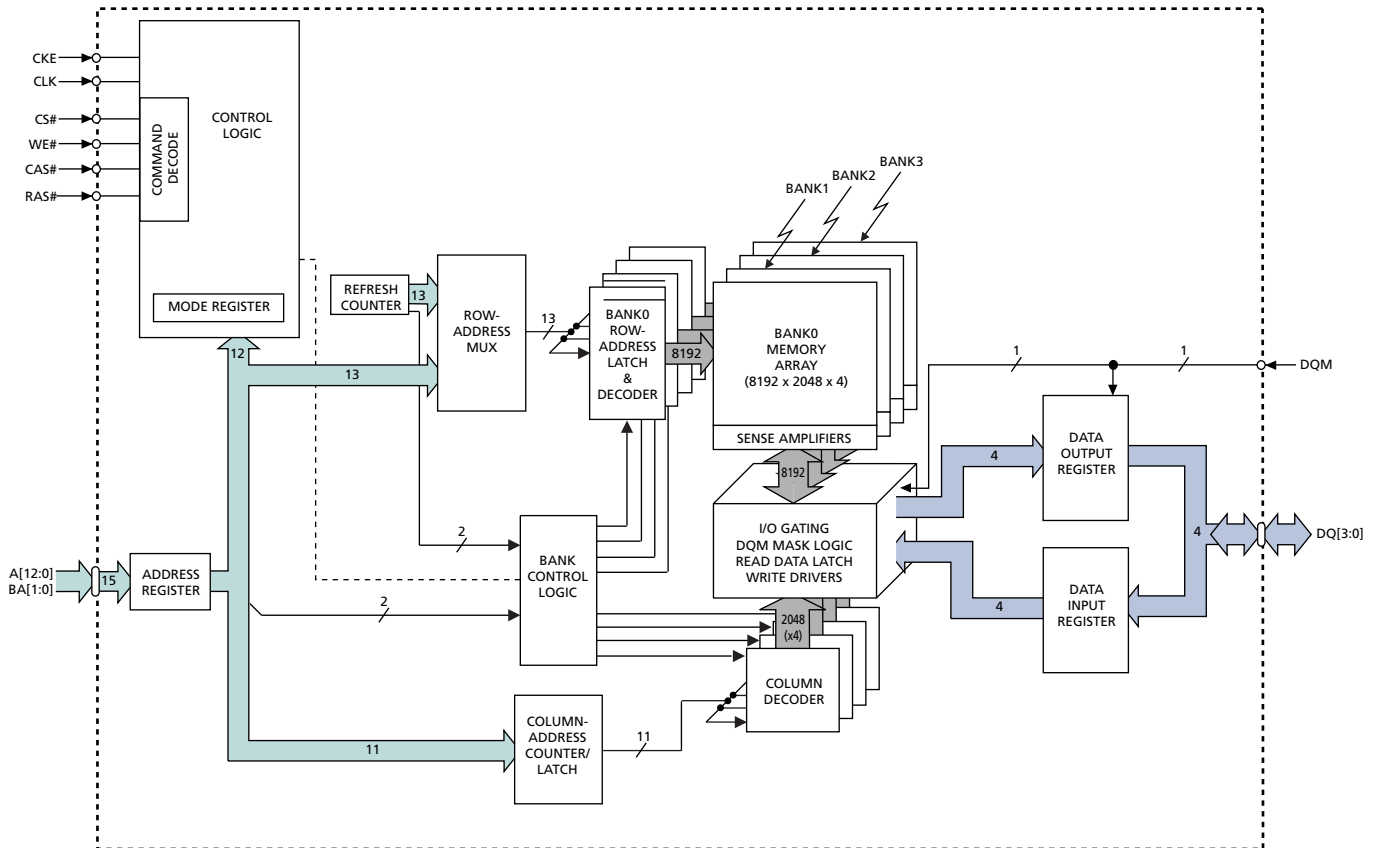 CKE
CLK
CS#
WE#
CAS#
RAS#
COMMAND
DECODE
CONTROL
LOGIC
MODE REGISTER
12
REFRESH
COUNTER
13
ROW-
ADDRESS
MUX
13
13
BANK0
ROW-
ADDRESS
LATCH
&
DECODER
8192
BANK1
BANK2
BANK3
BANK0
MEMORY
ARRAY
(8192 x 2048 x 4)
SENSE AMPLIFIERS
8192
I/O GATING
DQM MASK LOGIC
READ DATA LATCH
WRITE DRIVERS
2048
(x4)
COLUMN
DECODER
1
1
DQM
DATA
OUTPUT
REGISTER
4
4
DQ[3:0]
DATA
INPUT
REGISTER
4
A[12:0]
BA[1:0]
15
ADDRESS
REGISTER
2
2
BANK
CONTROL
LOGIC
11
COLUMN-
ADDRESS
COUNTER/
LATCH
11